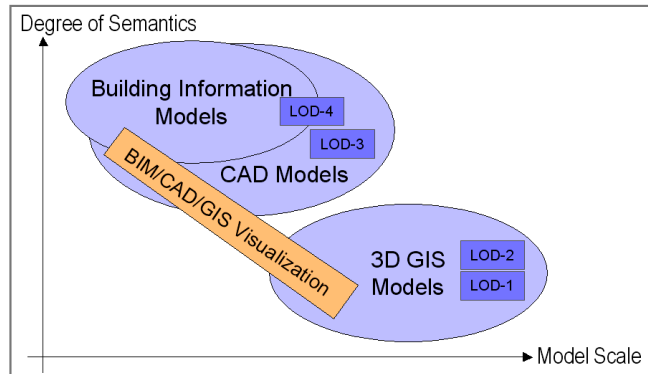 Degree of Semantics
Building Information
Models
LOD-4
LOD-3
CAD Models
BIM/CAD/GIS Visualization
3D GIS
Models
LOD-2
LOD-1
Model Scale